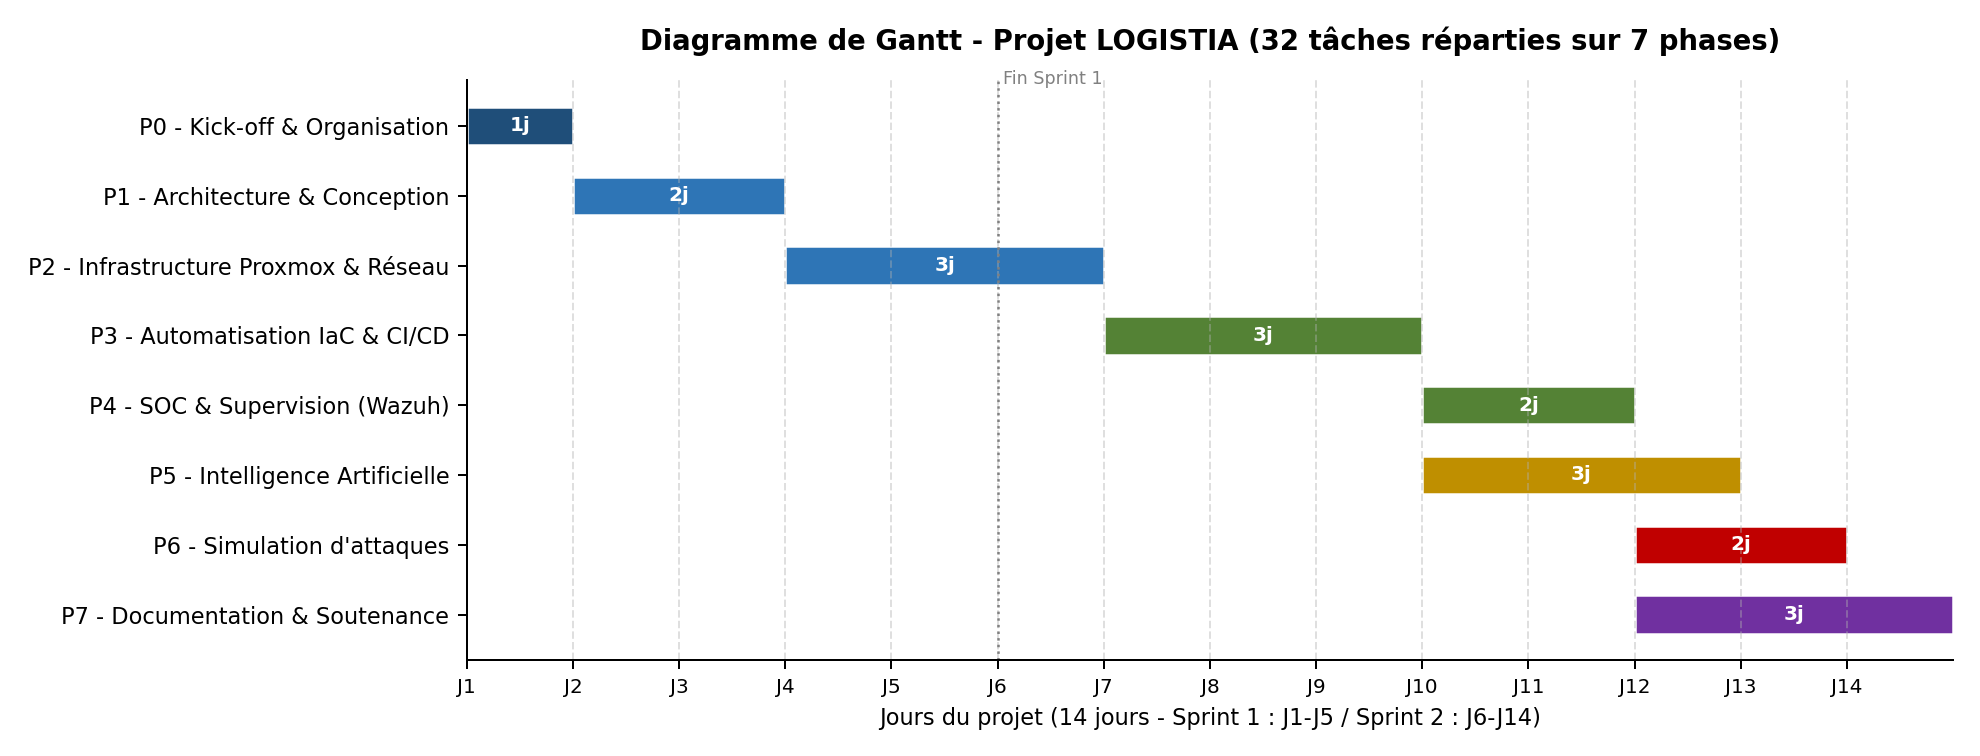 Diagramme de Gantt - Projet LOGISTIA (32 tâches réparties sur 7 phases)
Fin Sprint 1
P0 - Kick-off & Organisation
1j
P1 - Architecture & Conception
2j
P2 - Infrastructure Proxmox & Réseau
3j
P3 - Automatisation IaC & CI/CD
3j
P4 - SOC & Supervision (Wazuh)
2j
P5 - Intelligence Artificielle
3j
P6 - Simulation d'attaques
2j
P7 - Documentation & Soutenance
3j
J1 J2 J3 J4 J5 J6 J7 J8 J9 J10 J11 J12 J13 J14
Jours du projet (14 jours - Sprint 1 : J1-J5 / Sprint 2 : J6-J14)